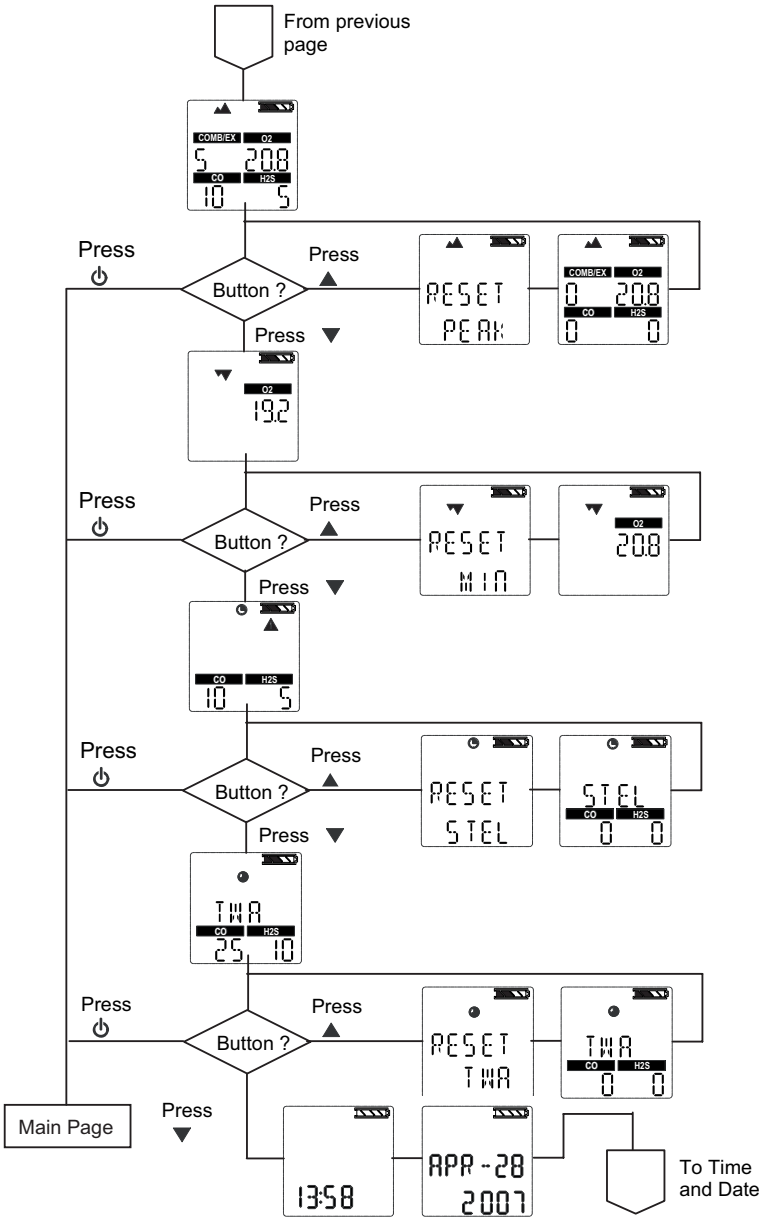 From previous
page
COMB/EX O2
5 20.8
CO H2S
10 5
Press
Button ?
Press
RESET
PEAK
COMB/EX O2
0 20.8
CO H2S
0 0
Press
O2
19.2
Press
Button ?
Press
RESET
MIN
O2
20.8
Press
CO H2S
10 5
Press
Button ?
Press
RESET
STEL
STEL
CO H2S
0 0
Press
TWA
CO H2S
25 10
Press
Button ?
Press
RESET
TWA
TWA
CO H2S
0 0
Main Page
Press
13:58
APR-28
2007
To Time
and Date